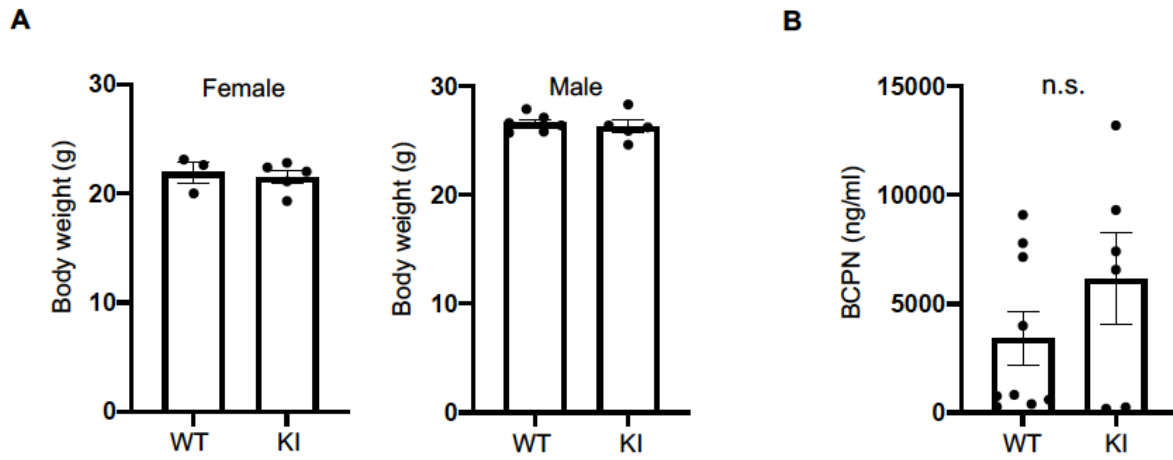 A
Body weight (g)
30
20
10
0
Female
WT
KI
Body weight (g)
30
20
10
0
Male
WT
KI
B
BCPN (ng/ml)
15000
10000
5000
0
n.s.
WT
KI